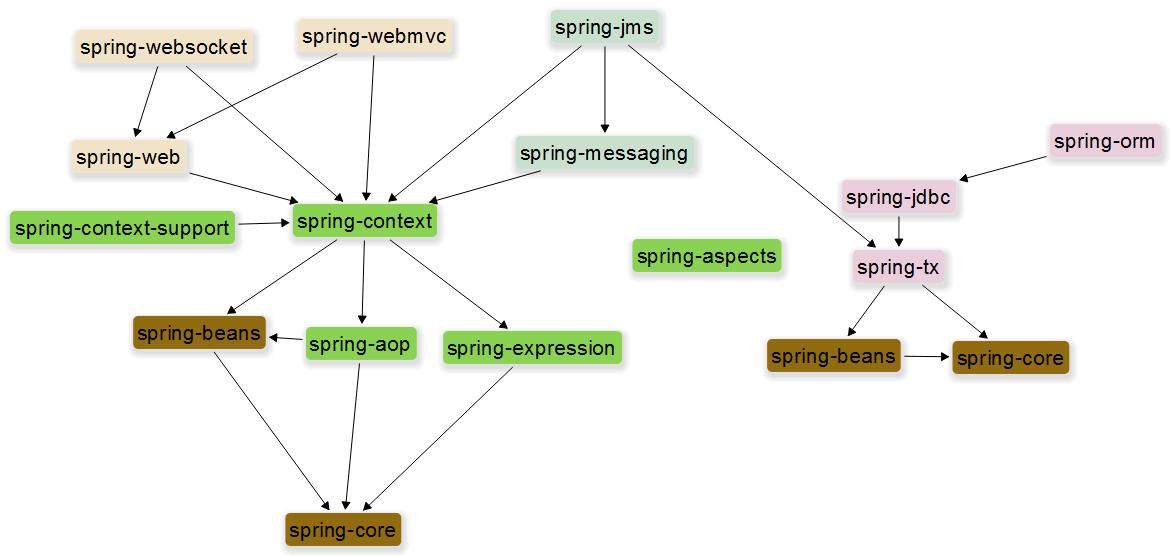 spring-websocket
spring-webmvc
spring-jms
spring-web
spring-messaging
spring-orm
spring-context-support
spring-context
spring-jdbc
spring-aspects
spring-tx
spring-beans
spring-aop
spring-expression
spring-beans
spring-core
spring-core